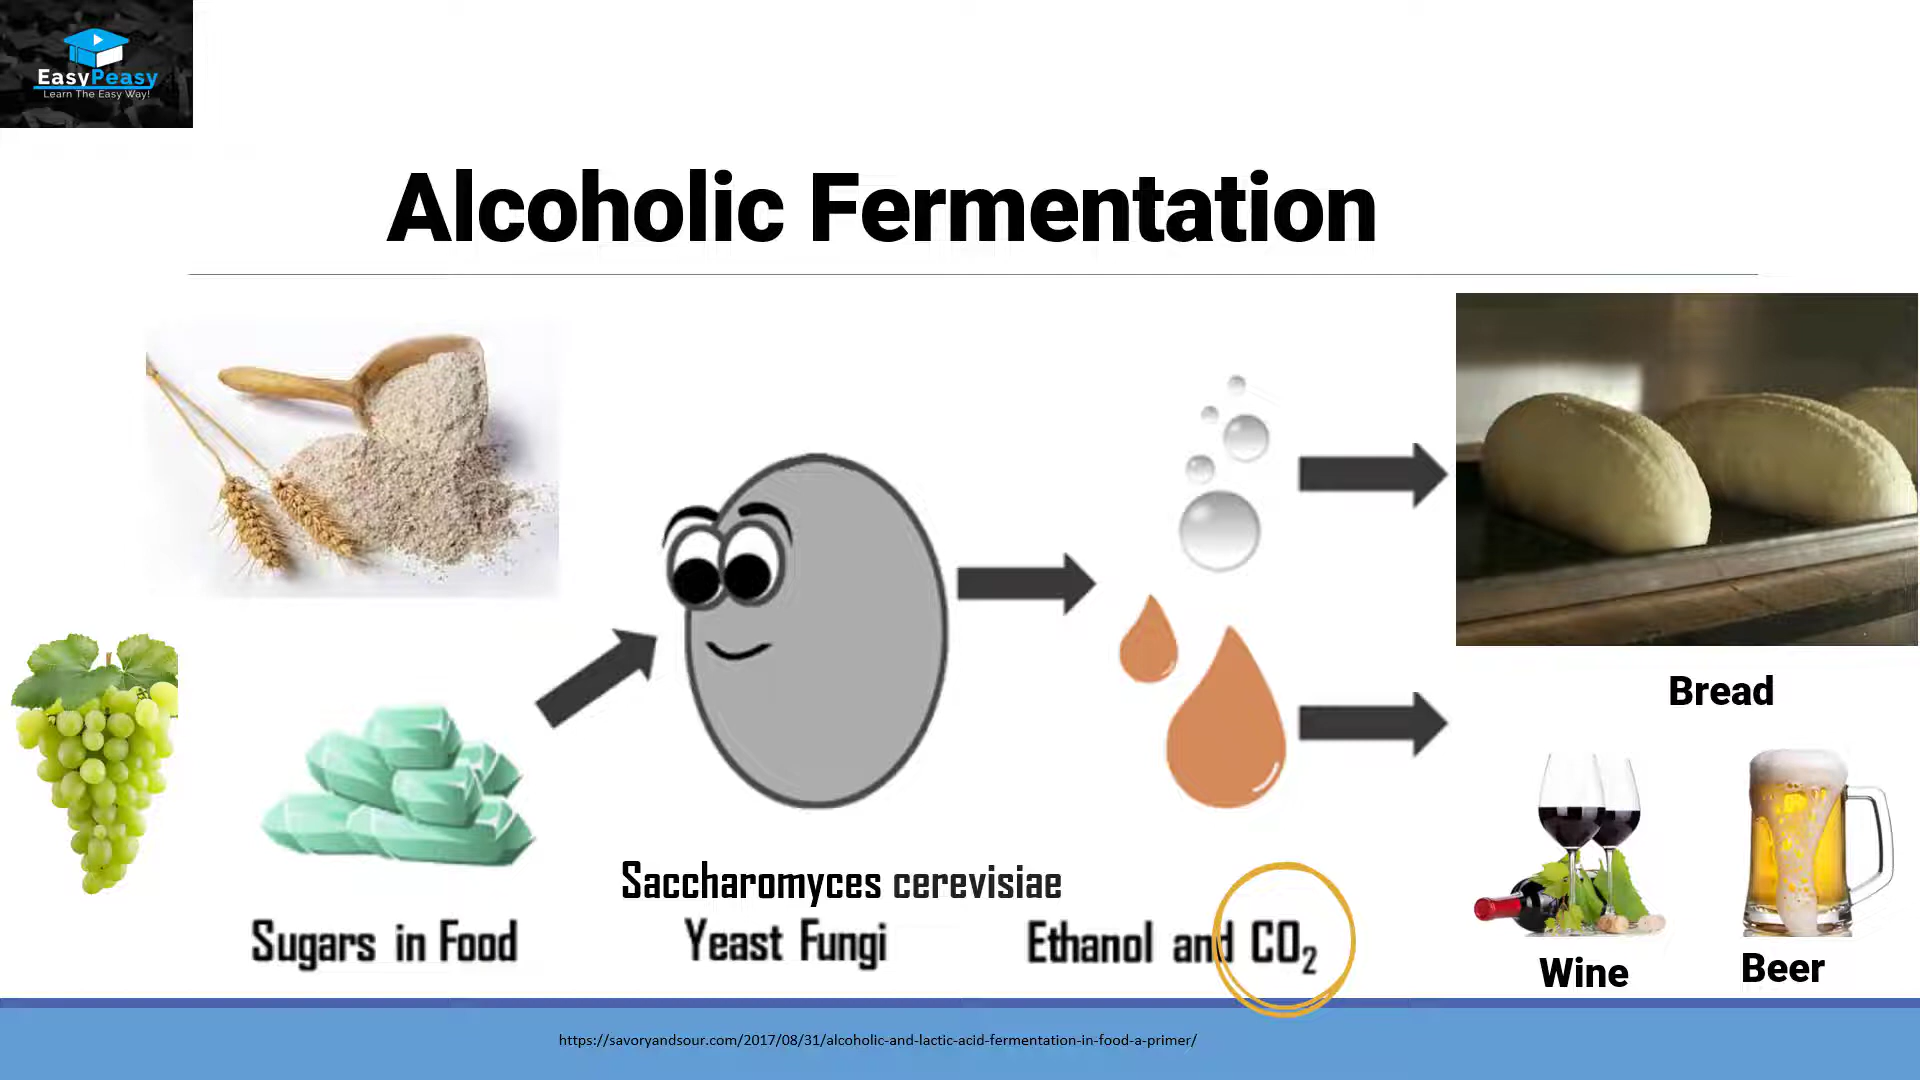 EasyPeasy
Learn The Easy Way!
Alcoholic Fermentation
Bread
Saccharomyces cerevisiae
Sugars in Food
Yeast Fungi
Ethanol and CO₂
Wine
Beer
https://savoryandsour.com/2017/08/31/alcoholic-and-lactic-acid-fermentation-in-food-a-primer/